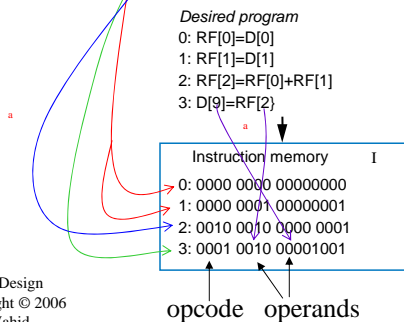 Desired program
0: RF[0]=D[0]
1: RF[1]=D[1]
2: RF[2]=RF[0]+RF[1]
3: D[9]=RF[2}
a
a
Instruction memory I
0: 0000 0000 00000000
1: 0000 0001 00000001
2: 0010 0010 0000 0001
3: 0001 0010 00001001
opcode operands
Design
ght © 2006
Vahid